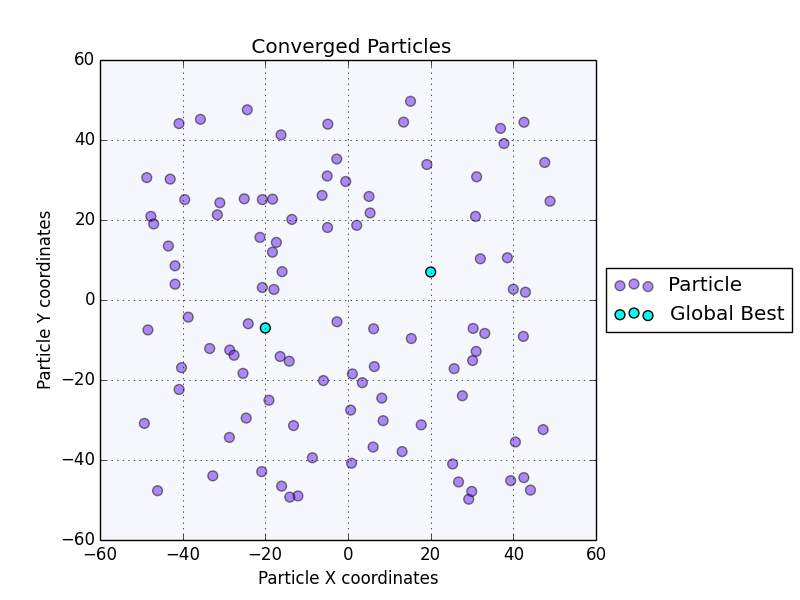 Converged Particles
60
40
20
0
−20
−40
−60
Particle Y coordinates
−60 −40 −20 0 20 40 60
Particle X coordinates
Particle
Global Best